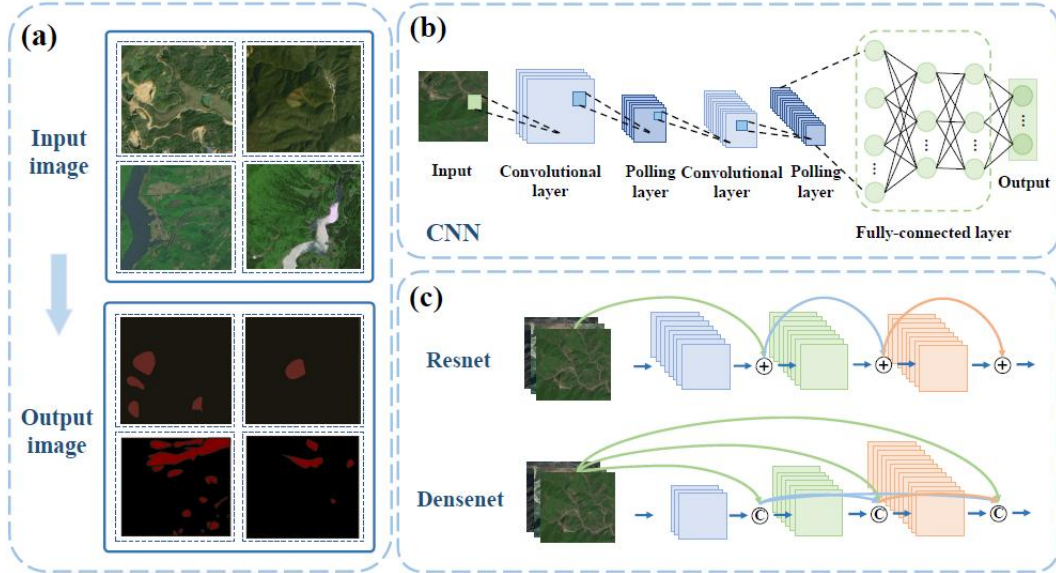 (a)
Input
image
Output
image
(b)
Input
Convolutional
layer
Polling
layer
Convolutional
layer
Polling
layer
Output
Fully-connected layer
CNN
(c)
Resnet
+
+
+
Densenet
C
C
C